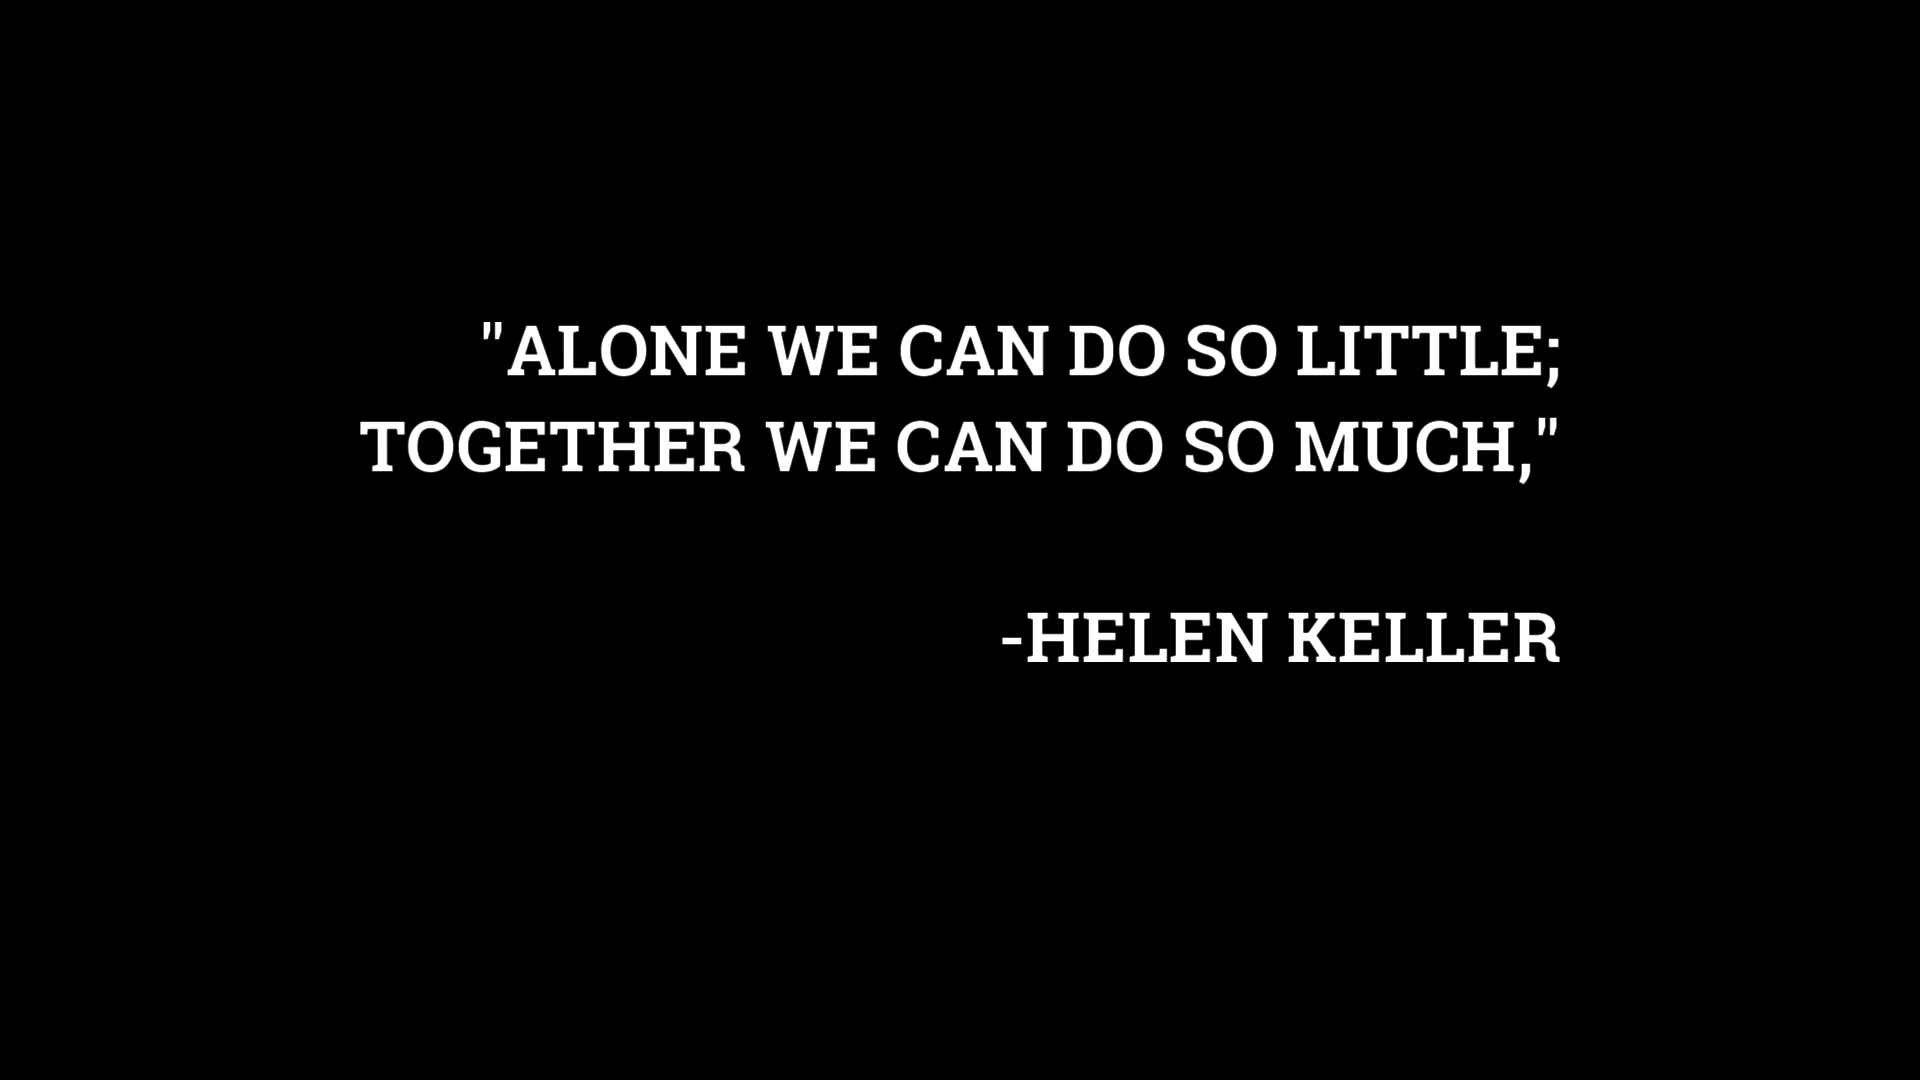 "ALONE WE CAN DO SO LITTLE;
TOGETHER WE CAN DO SO MUCH,"
-HELEN KELLER